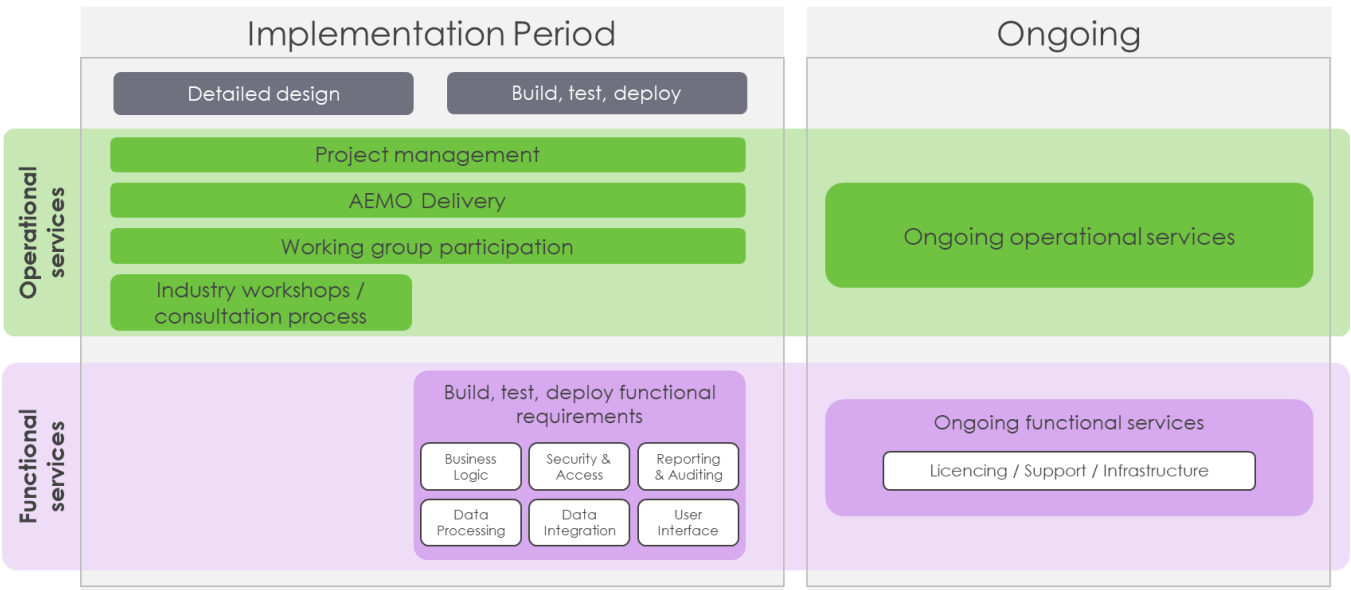 Implementation Period
Ongoing
Detailed design
Build, test, deploy
Operational
services
Project management
AEMO Delivery
Working group participation
Industry workshops /
consultation process
Ongoing operational services
Functional
services
Build, test, deploy functional
requirements
Business
Logic
Security &
Access
Reporting
& Auditing
Data
Processing
Data
Integration
User
Interface
Ongoing functional services
Licencing / Support / Infrastructure